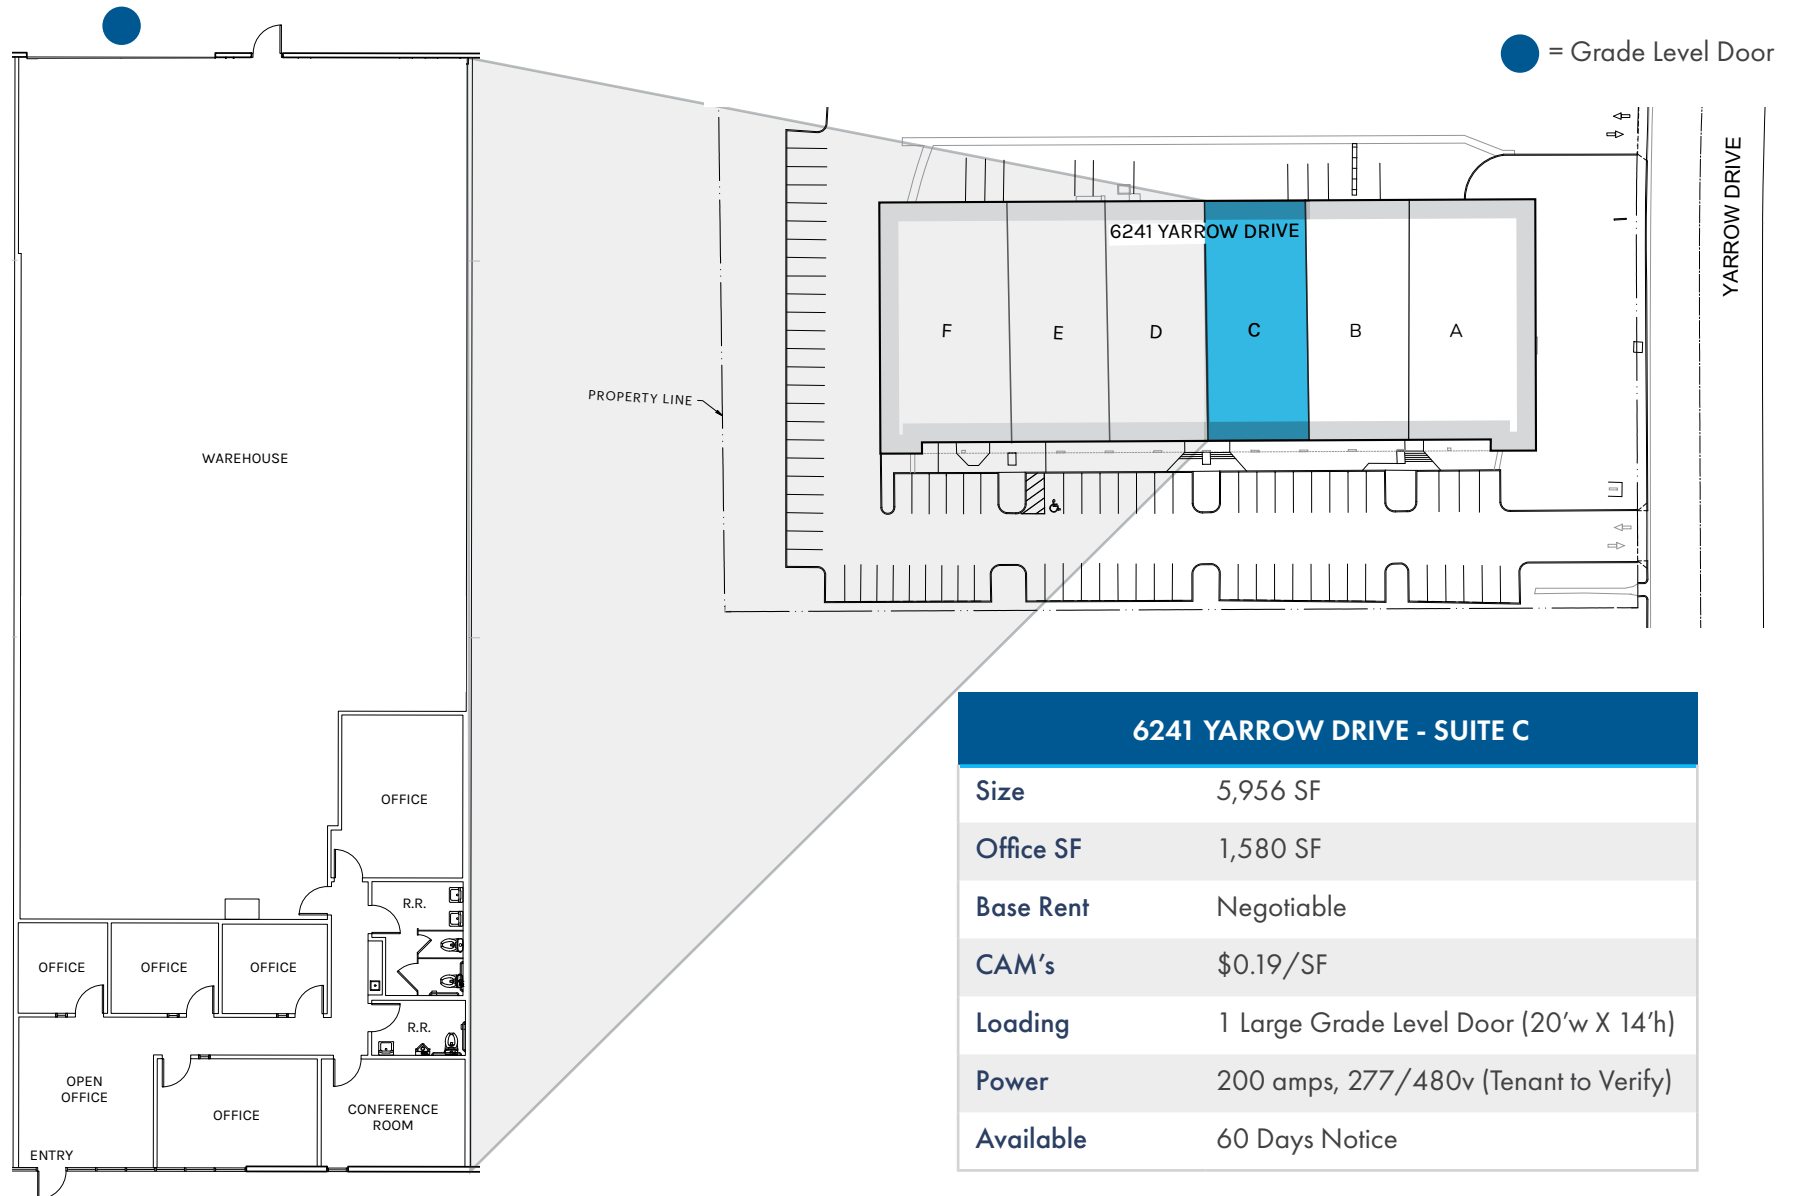 = Grade Level Door
YARROW DRIVE
6241 YARROW DRIVE
F
E
D
C
B
A
PROPERTY LINE
WAREHOUSE
OFFICE
R.R.
OFFICE
OFFICE
OFFICE
R.R.
OPEN
OFFICE
OFFICE
CONFERENCE
ROOM
ENTRY
6241 YARROW DRIVE - SUITE C
Size 5,956 SF
Office SF 1,580 SF
Base Rent Negotiable
CAM’s $0.19/SF
Loading 1 Large Grade Level Door (20’w X 14’h)
Power 200 amps, 277/480v (Tenant to Verify)
Available 60 Days Notice